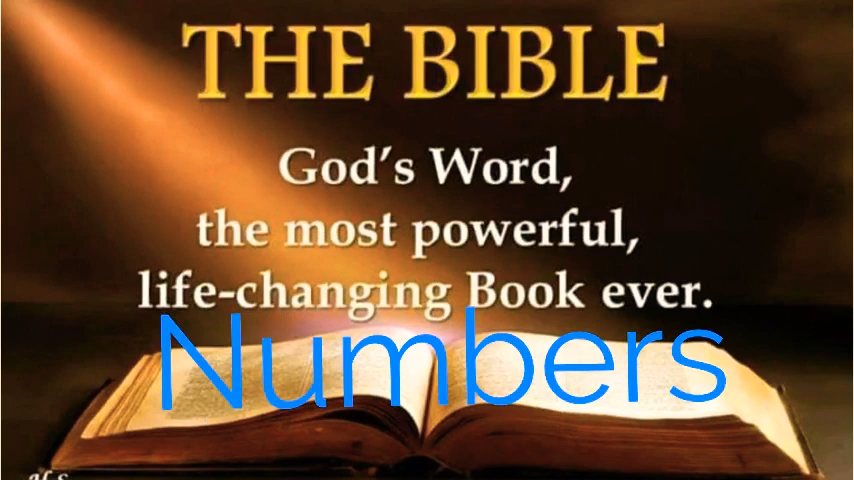 THE BIBLE
God's Word,
the most powerful,
life-changing Book ever.
Numbers